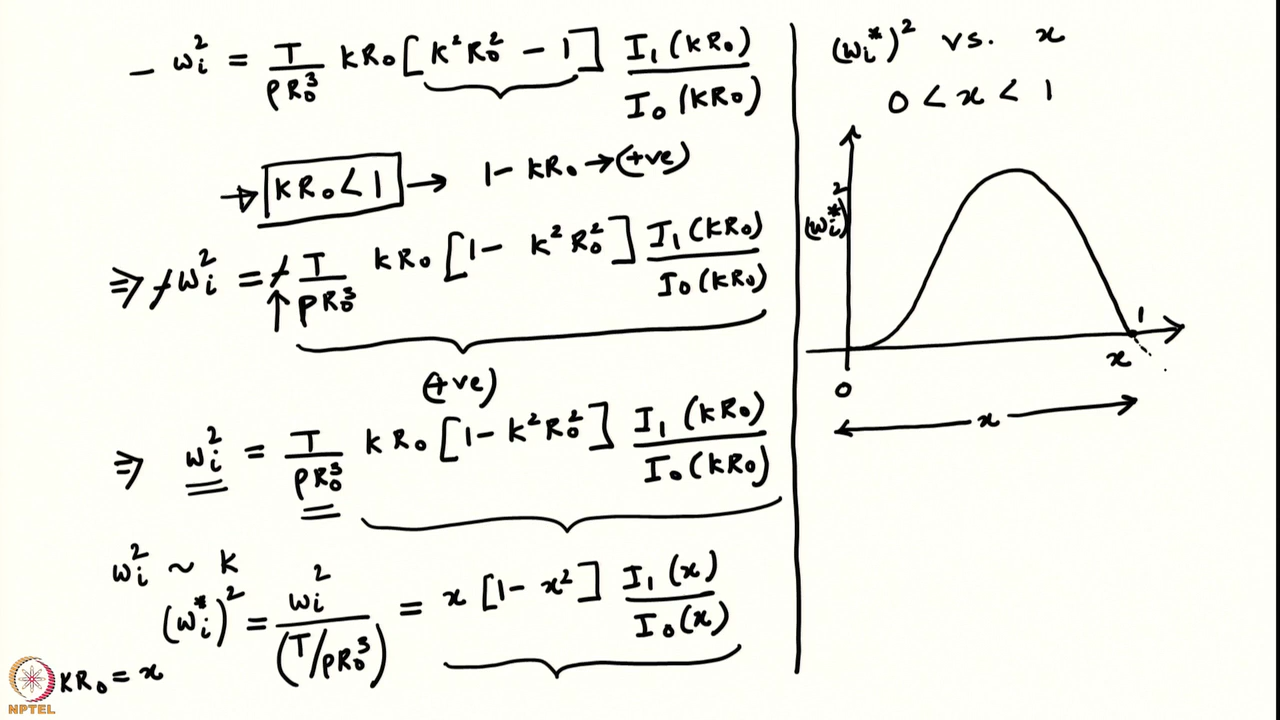 - ωᵢ² = T/ρR₀³ kR₀ [k²R₀² - 1] I₁(kR₀)/I₀(kR₀)
→ kR₀ < 1 → 1 - kR₀ → (+ve)
⇒ -ωᵢ² = - T/ρR₀³ kR₀ [1 - k²R₀²] I₁(kR₀)/I₀(kR₀)
↑
(+ve)
⇒ ωᵢ² = T/ρR₀³ kR₀ [1 - k²R₀²] I₁(kR₀)/I₀(kR₀)
ωᵢ² ~ k
(ωᵢ*)² = ωᵢ²/(T/ρR₀³) = x [1 - x²] I₁(x)/I₀(x)
kR₀ = x
NPTEL
(ωᵢ*)² vs. x
0 < x < 1
(ωᵢ*)²
1
x
0
x